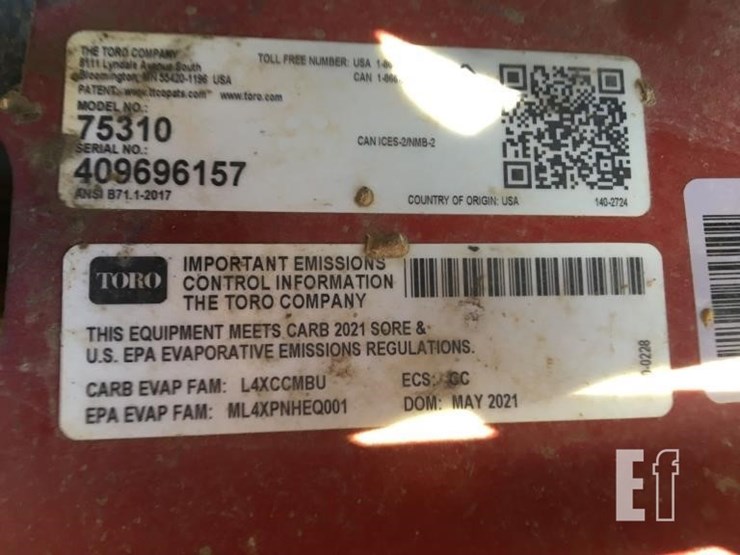 THE TORO COMPANY
8111 Lyndale Avenue South
Bloomington, MN 55420-1196 USA
PATENT: www.ttcopats.com www.toro.com
TOLL FREE NUMBER: USA
CAN
MODEL NO.:
75310
SERIAL NO.:
409696157
ANSI B71.1-2017
CAN ICES-2/NMB-2
COUNTRY OF ORIGIN: USA
140-2724
TORO
IMPORTANT EMISSIONS
CONTROL INFORMATION
THE TORO COMPANY
THIS EQUIPMENT MEETS CARB 2021 SORE &
U.S. EPA EVAPORATIVE EMISSIONS REGULATIONS.
CARB EVAP FAM: L4XCCMBU
ECS: GC
EPA EVAP FAM: ML4XPNHEQ001
DOM: MAY 2021
Ef